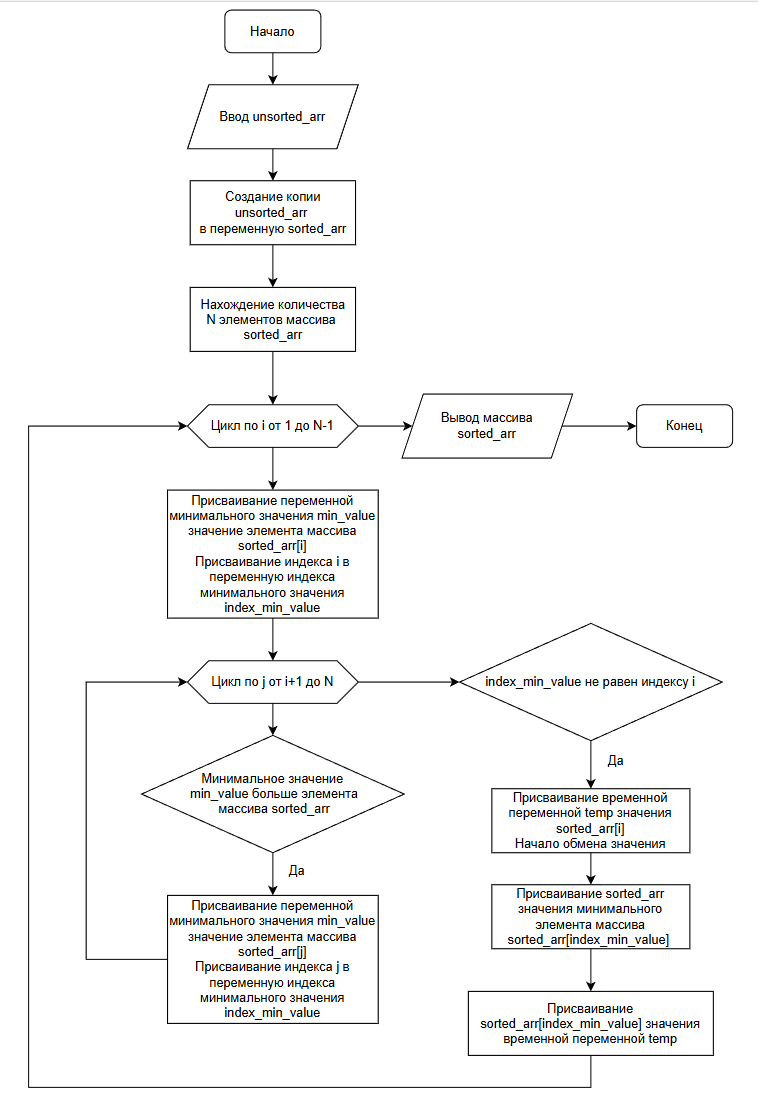 Начало
Ввод unsorted_arr
Создание копии
unsorted_arr
в переменную sorted_arr
Нахождение количества
N элементов массива
sorted_arr
Цикл по i от 1 до N-1
Вывод массива
sorted_arr
Конец
Присваивание переменной
минимального значения min_value
значение элемента массива
sorted_arr[i]
Присваивание индекса i в
переменную индекса
минимального значения
index_min_value
Цикл по j от i+1 до N
index_min_value не равен индексу i
Минимальное значение
min_value больше элемента
массива sorted_arr
Да
Присваивание переменной
минимального значения min_value
значение элемента массива
sorted_arr[j]
Присваивание индекса j в
переменную индекса
минимального значения
index_min_value
Да
Присваивание временной
переменной temp значения
sorted_arr[i]
Начало обмена значения
Присваивание sorted_arr
значения минимального
элемента массива
sorted_arr[index_min_value]
Присваивание
sorted_arr[index_min_value] значения
временной переменной temp